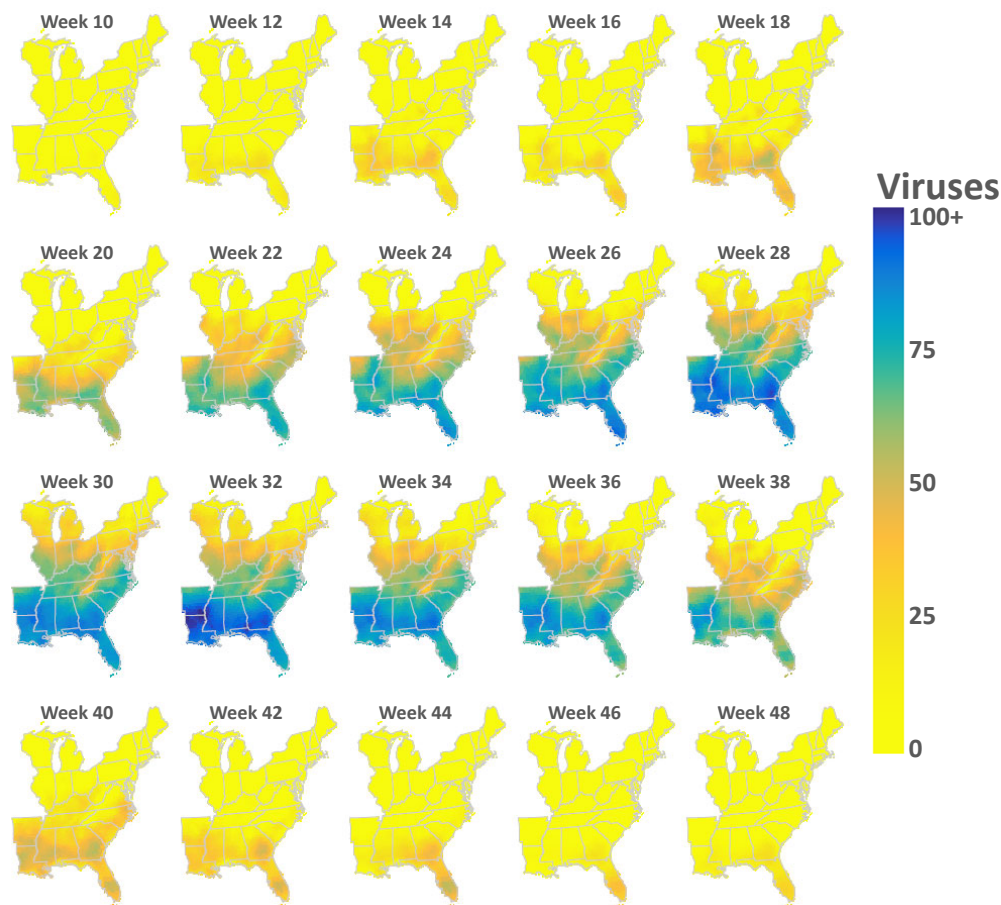 Week 10
Week 12
Week 14
Week 16
Week 18
Viruses
100+
75
50
25
0
Week 20
Week 22
Week 24
Week 26
Week 28
Week 30
Week 32
Week 34
Week 36
Week 38
Week 40
Week 42
Week 44
Week 46
Week 48